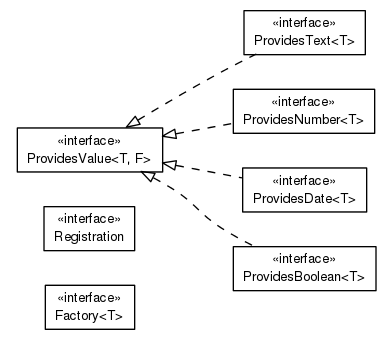 «interface»
ProvidesText<T>
«interface»
ProvidesNumber<T>
«interface»
ProvidesValue<T, F>
«interface»
ProvidesDate<T>
«interface»
Registration
«interface»
ProvidesBoolean<T>
«interface»
Factory<T>